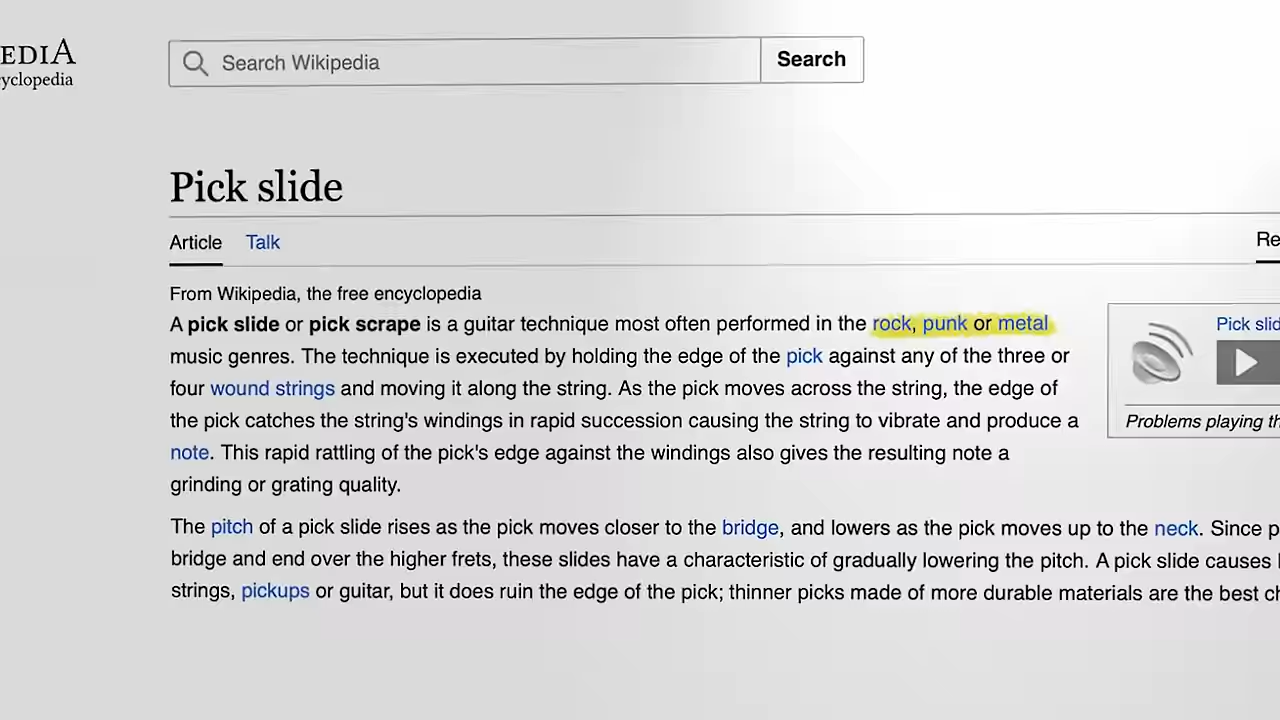 EDIA
yclopedia
Search Wikipedia
Search
Pick slide
Article Talk
Re
From Wikipedia, the free encyclopedia
A pick slide or pick scrape is a guitar technique most often performed in the rock, punk or metal
music genres. The technique is executed by holding the edge of the pick against any of the three or
four wound strings and moving it along the string. As the pick moves across the string, the edge of
the pick catches the string's windings in rapid succession causing the string to vibrate and produce a
note. This rapid rattling of the pick's edge against the windings also gives the resulting note a
grinding or grating quality.
Pick slid
Problems playing th
The pitch of a pick slide rises as the pick moves closer to the bridge, and lowers as the pick moves up to the neck. Since p
bridge and end over the higher frets, these slides have a characteristic of gradually lowering the pitch. A pick slide causes
strings, pickups or guitar, but it does ruin the edge of the pick; thinner picks made of more durable materials are the best ch